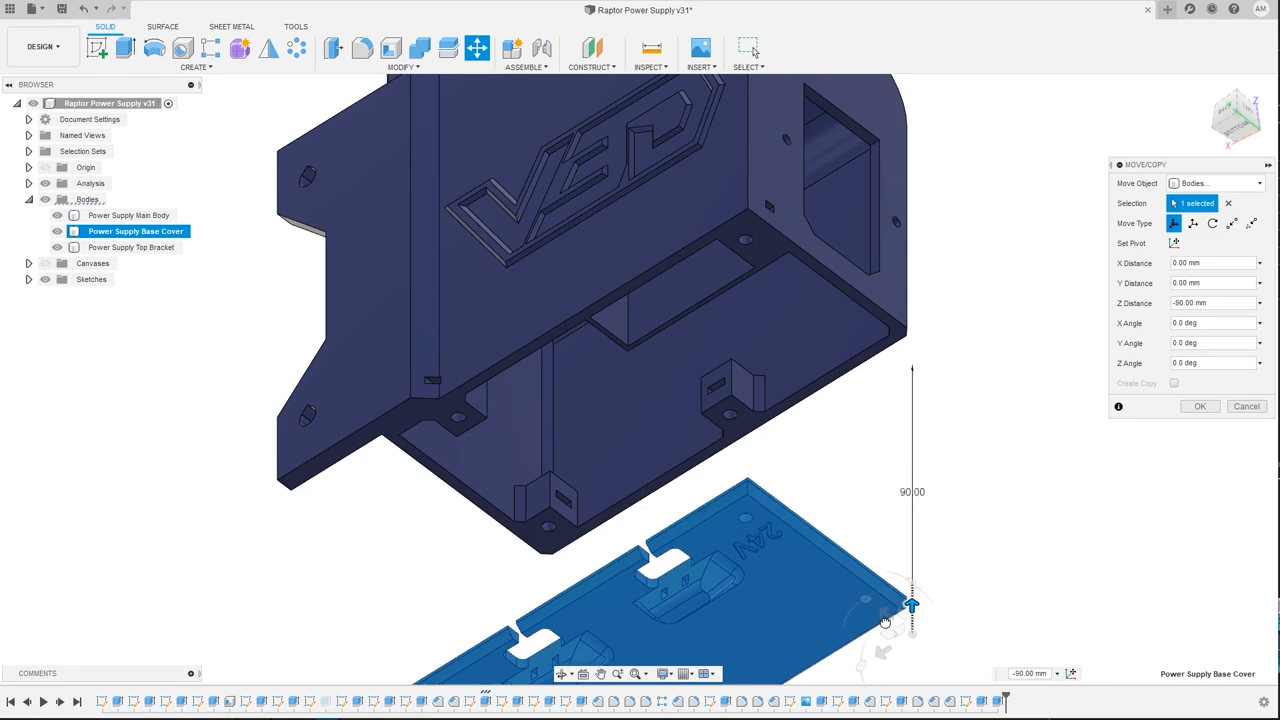 Raptor Power Supply v31*
AM
SOLID
SURFACE
SHEET METAL
TOOLS
DESIGN
CREATE
MODIFY
ASSEMBLE
CONSTRUCT
INSPECT
INSERT
SELECT
BROWSER
Raptor Power Supply v31
Document Settings
Named Views
Selection Sets
Origin
Analysis
Bodies
Power Supply Main Body
Power Supply Base Cover
Power Supply Top Bracket
Canvases
Sketches
Z
BACK
LEFT
BOTTOM
X
MOVE/COPY
Move Object
Bodies...
Selection
1 selected
Move Type
Set Pivot
X Distance
0.00 mm
Y Distance
0.00 mm
Z Distance
-90.00 mm
X Angle
0.0 deg
Y Angle
0.0 deg
Z Angle
0.0 deg
Create Copy
OK
Cancel
90.00
24V
COMMENTS
-90.00 mm
Power Supply Base Cover